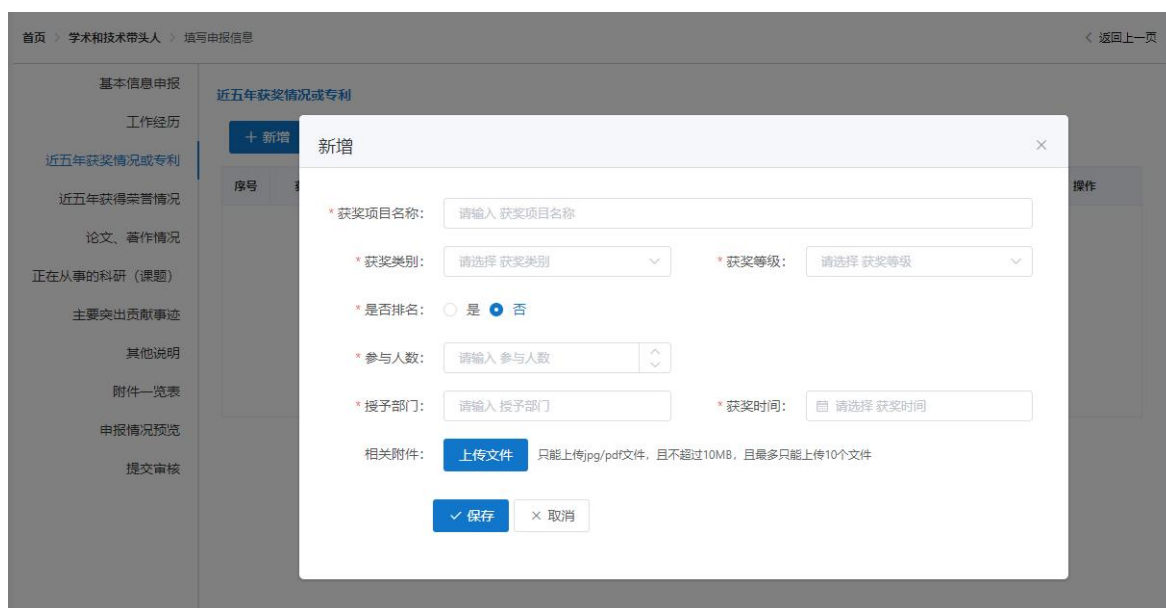 首页 > 学术和技术带头人 > 填写申报信息
< 返回上一页
基本信息申报
工作经历
近五年获奖情况或专利
近五年获得荣誉情况
论文、著作情况
正在从事的科研（课题）
主要突出贡献事迹
其他说明
附件一览表
申报情况预览
提交审核
近五年获奖情况或专利
+ 新增
序号
操作
新增
* 获奖项目名称： 请输入 获奖项目名称
* 获奖类别： 请选择 获奖类别 * 获奖等级： 请选择 获奖等级
* 是否排名： 是 否
* 参与人数： 请输入 参与人数
* 授予部门： 请输入 授予部门 * 获奖时间： 请选择 获奖时间
相关附件： 上传文件 只能上传jpg/pdf文件，且不超过10MB，且最多只能上传10个文件
保存 取消